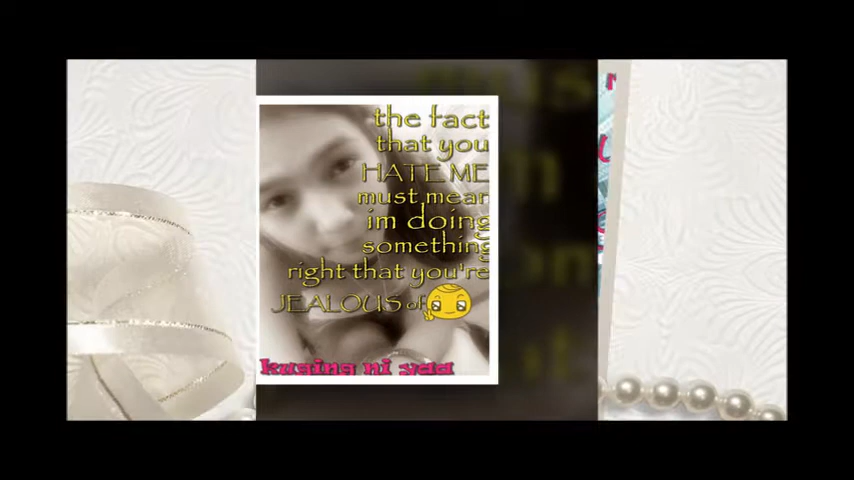 the fact
that you
HATE ME
must mean
im doing
something
right that you're
JEALOUS of
kusing ni yaa